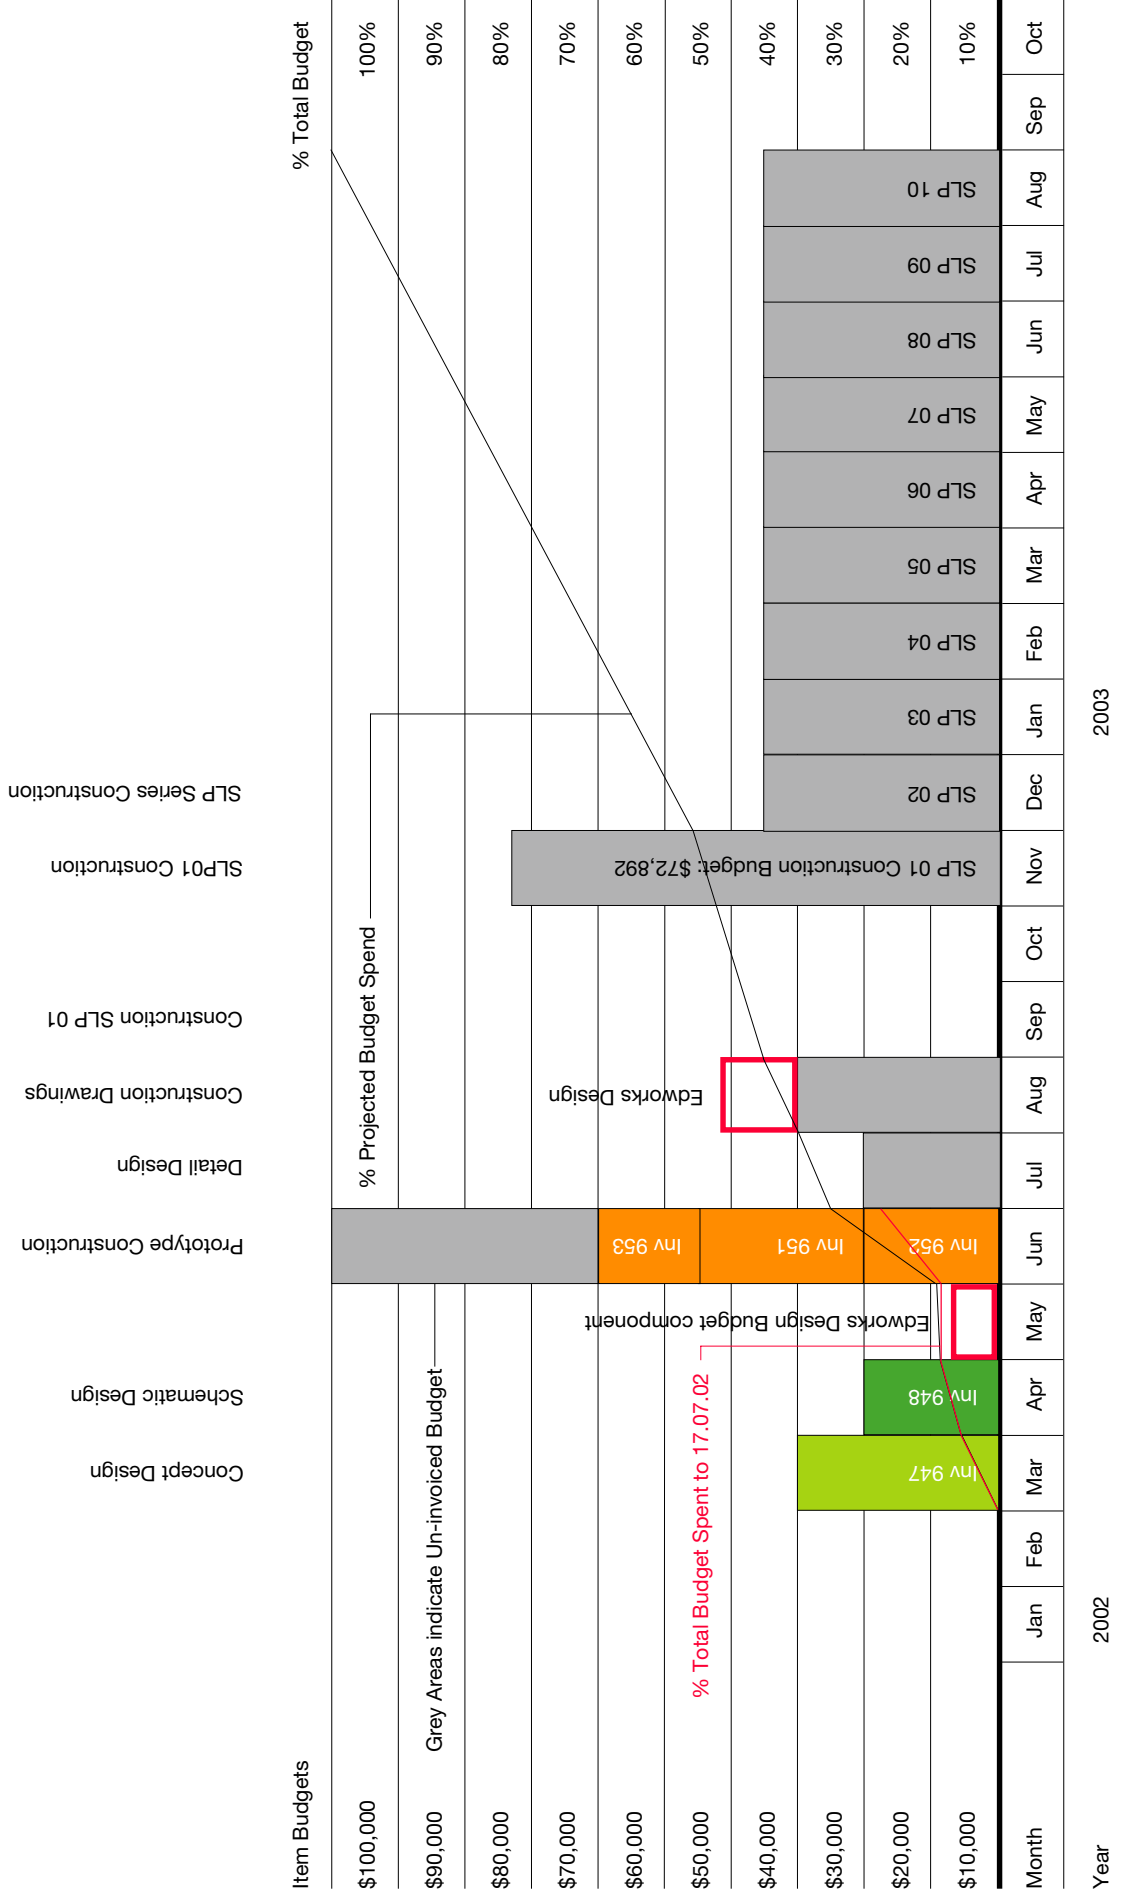 Concept Design
Schematic Design
Prototype Construction
Detail Design
Construction Drawings
Construction SLP 01
SLP01 Construction
SLP Series Construction
Item Budgets
% Total Budget
$100,000
100%
$90,000
90%
$80,000
80%
$70,000
70%
$60,000
60%
$50,000
50%
$40,000
40%
$30,000
30%
$20,000
20%
$10,000
10%
% Projected Budget Spend
Grey Areas indicate Un-invoiced Budget
% Total Budget Spent to 17.07.02
Edworks Design Budget component
Edworks Design
Inv 947
Inv 948
Inv 952
Inv 951
Inv 953
SLP 01 Construction Budget: $72,892
SLP 02
SLP 03
SLP 04
SLP 05
SLP 06
SLP 07
SLP 08
SLP 09
SLP 10
Month
Jan
Feb
Mar
Apr
May
Jun
Jul
Aug
Sep
Oct
Nov
Dec
Jan
Feb
Mar
Apr
May
Jun
Jul
Aug
Sep
Oct
Year
2002
2003